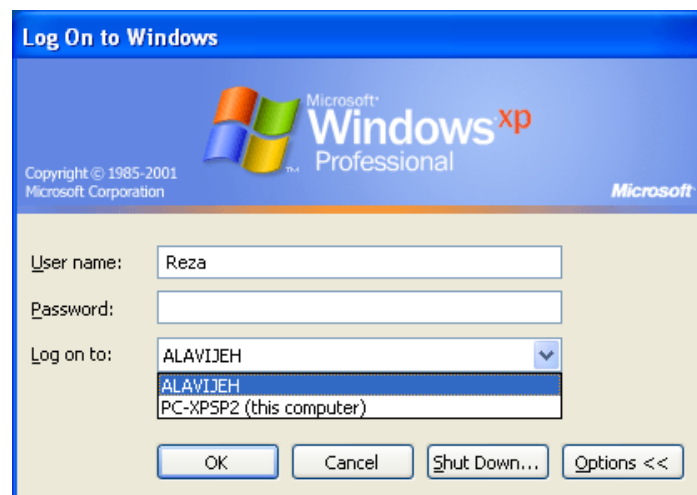 Log On to Windows
Microsoft®
Windows xp
Professional
TM
Copyright © 1985-2001
Microsoft Corporation
Microsoft
User name: Reza
Password:
Log on to: ALAVIJEH
ALAVIJEH
PC-XPSP2 (this computer)
OK Cancel Shut Down... Options <<